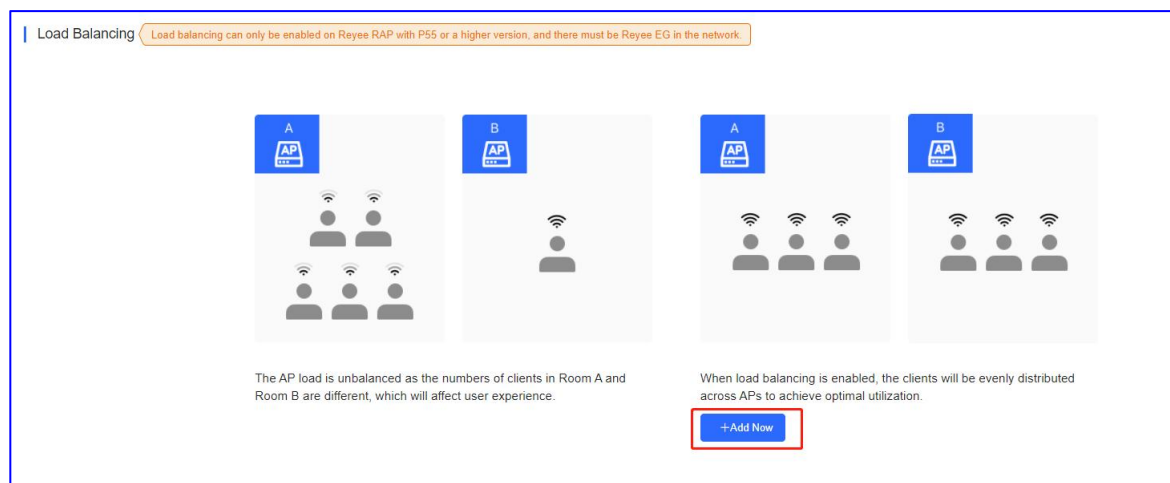 Load Balancing
Load balancing can only be enabled on Reyee RAP with P55 or a higher version, and there must be Reyee EG in the network.
A
AP
B
AP
A
AP
B
AP
The AP load is unbalanced as the numbers of clients in Room A and
Room B are different, which will affect user experience.
When load balancing is enabled, the clients will be evenly distributed
across APs to achieve optimal utilization.
+Add Now